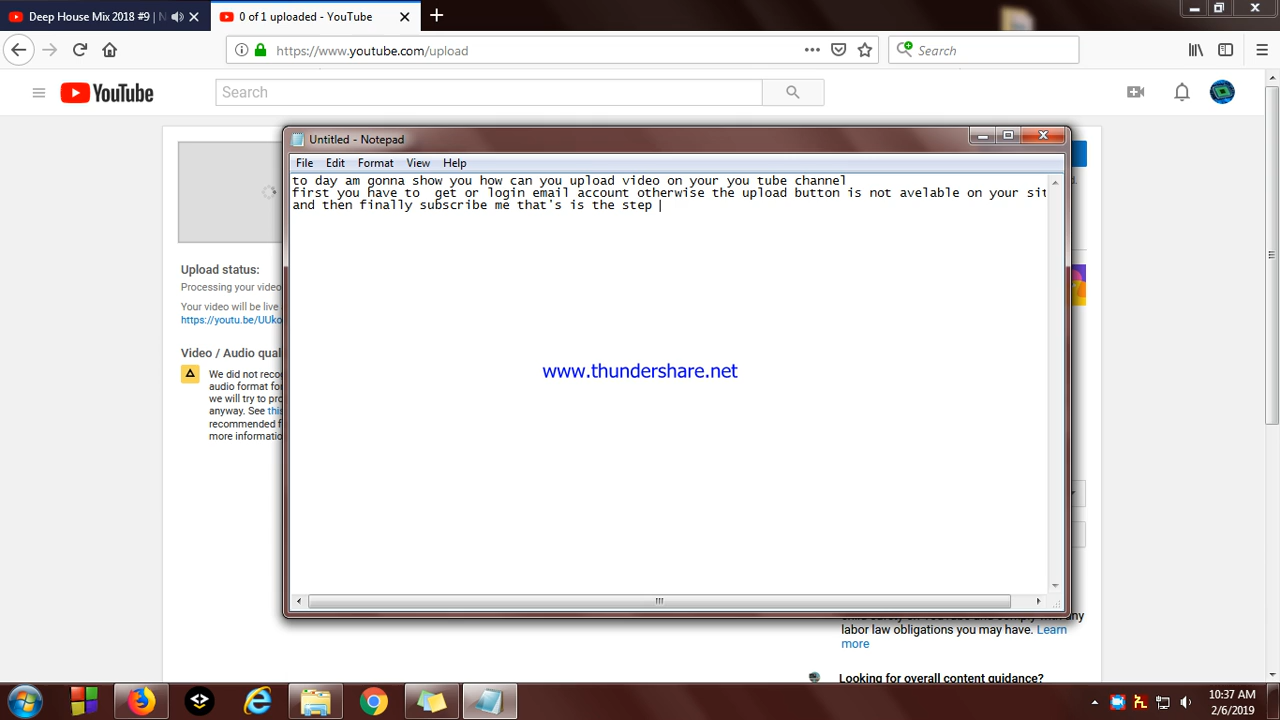 Deep House Mix 2018 #9 | N
0 of 1 uploaded - YouTube
https://www.youtube.com/upload
Search
YouTube
Search
Untitled - Notepad
File Edit Format View Help
to day am gonna show you how can you upload video on your you tube channel
first you have to  get or login email account otherwise the upload button is not avelable on your sit
and then finally subscribe me that's is the step
Upload status:
Processing your video
Your video will be live
https://youtu.be/UUko
Video / Audio quali
We did not reco
audio format for
we will try to pro
anyway. See this
recommended f
more informatio
www.thundershare.net
labor law obligations you may have. Learn
more
Looking for overall content guidance?
10:37 AM
2/6/2019